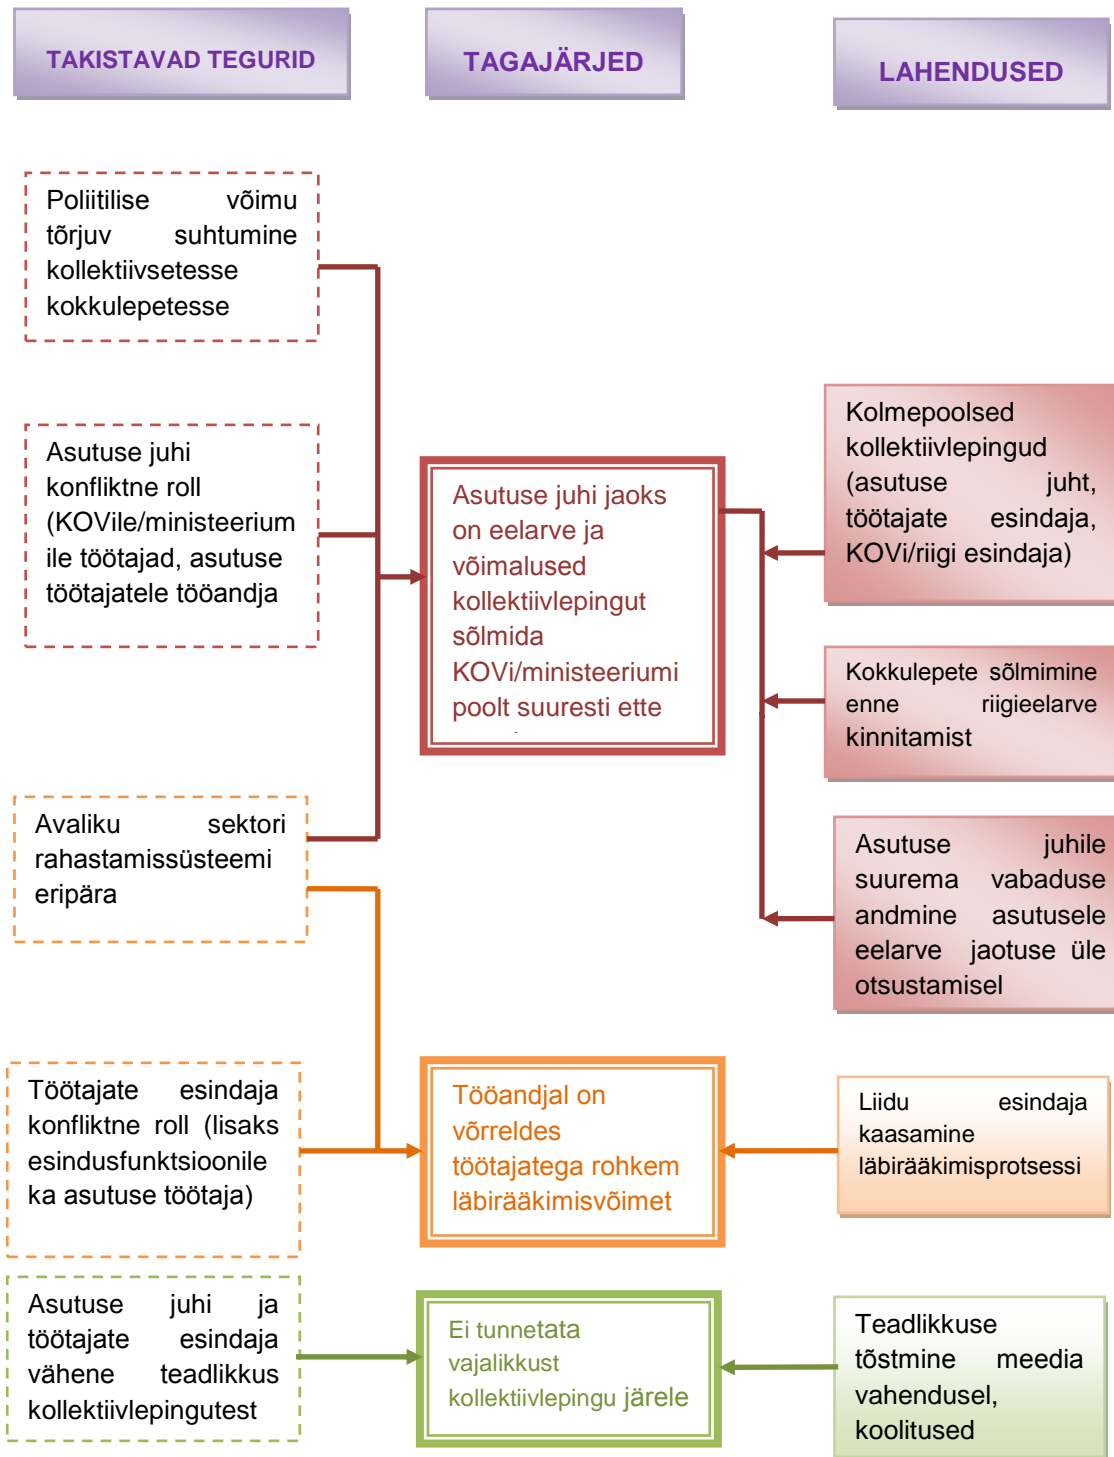 TAKISTAVAD TEGURID
TAGAJÄRJED
LAHENDUSED
Poliitilise võimu
tõrjuv suhtumine
kollektiivsetesse
kokkulepetesse
Asutuse juhi
konfliktne roll
(KOVile/ministeerium
ile töötajad, asutuse
töötajatele tööandja
Avaliku sektori
rahastamissüsteemi
eripära
Töötajate esindaja
konfliktne roll (lisaks
esindusfunktsioonile
ka asutuse töötaja)
Asutuse juhi ja
töötajate esindaja
vähene teadlikkus
kollektiivlepingutest
Asutuse juhi jaoks
on eelarve ja
võimalused
kollektiivlepingut
sõlmida
KOVi/ministeeriumi
poolt suuresti ette
Tööandjal on
võrreldes
töötajatega rohkem
läbirääkimisvõimet
Ei tunnetata
vajalikkust
kollektiivlepingu järele
Kolmepoolsed
kollektiivlepingud
(asutuse juht,
töötajate esindaja,
KOVi/riigi esindaja)
Kokkulepete sõlmimine
enne riigieelarve
kinnitamist
Asutuse juhile
suurema vabaduse
andmine asutusele
eelarve jaotuse üle
otsustamisel
Liidu esindaja
kaasamine
läbirääkimisprotsessi
Teadlikkuse
tõstmine meedia
vahendusel,
koolitused